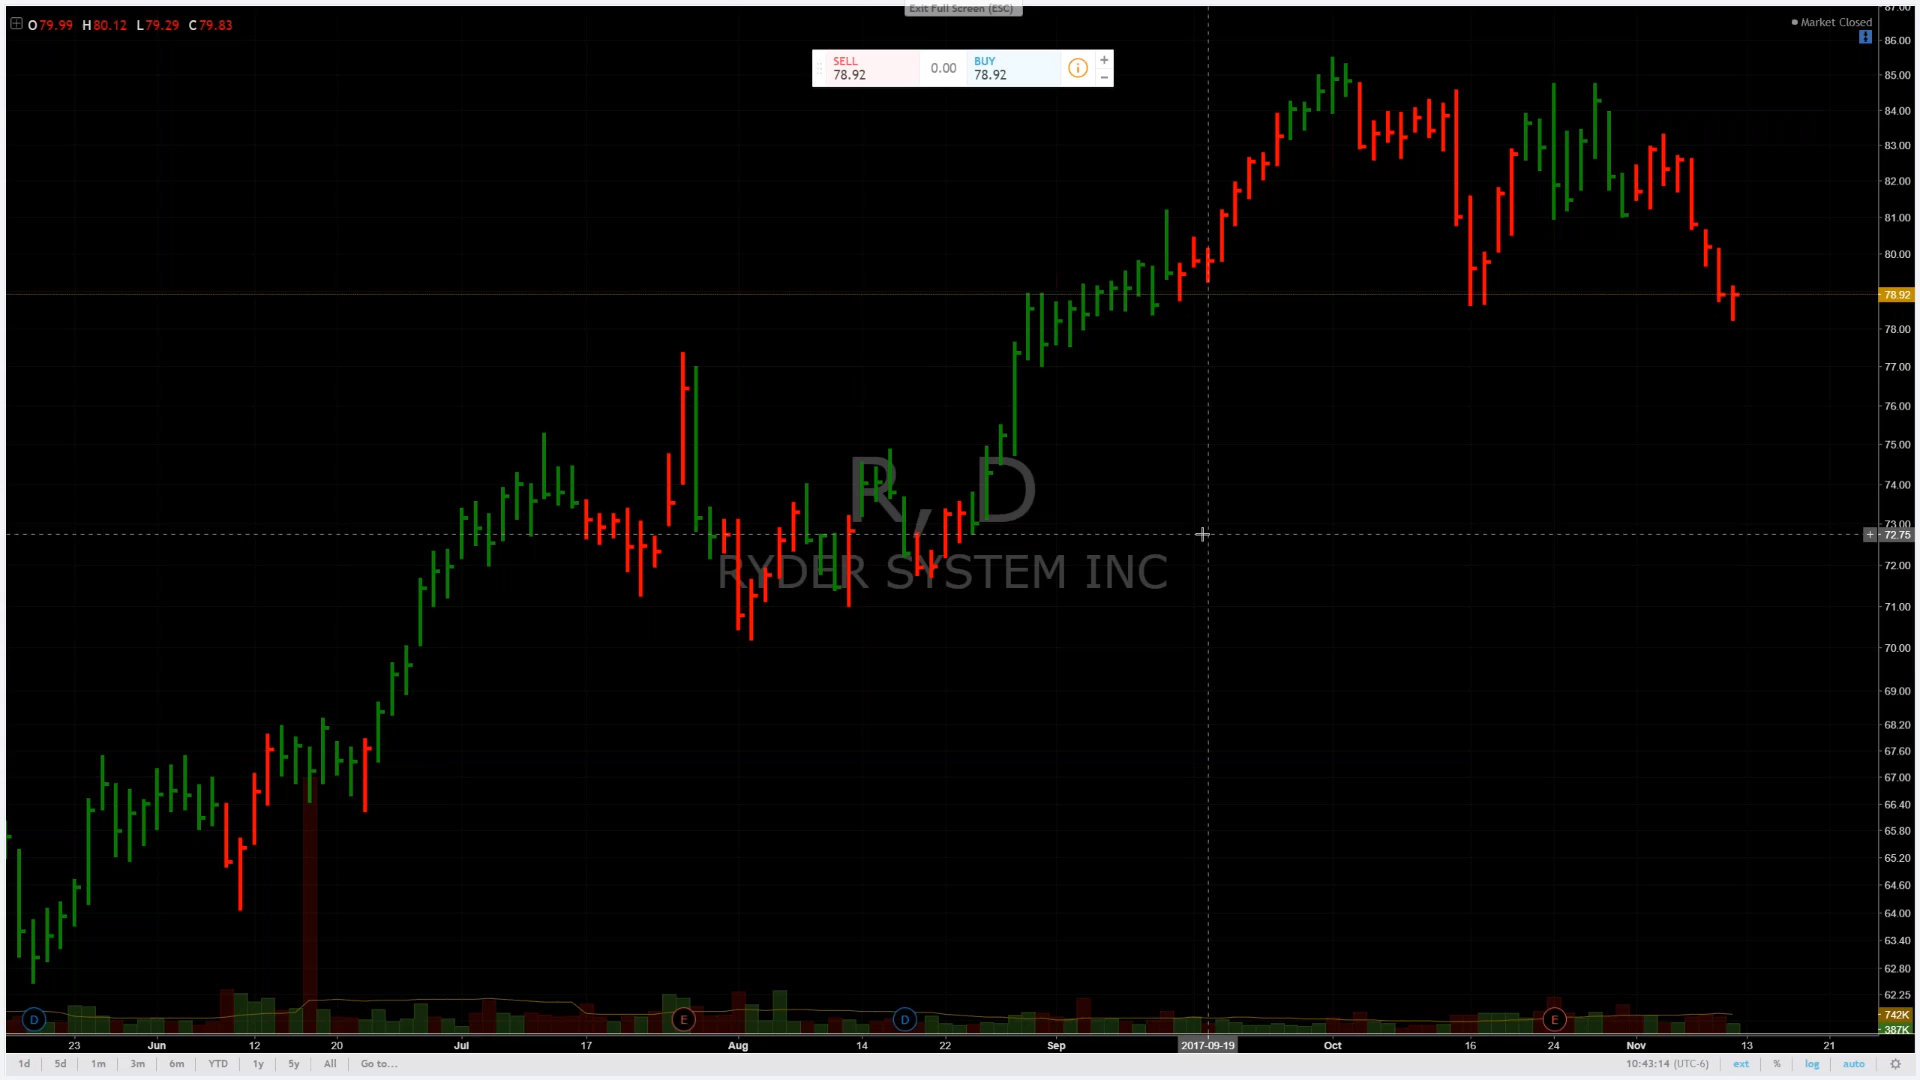 Exit Full Screen (ESC)
O79.99 H80.12 L79.29 C79.83
Market Closed
SELL
78.92
0.00
BUY
78.92
87.00
86.00
85.00
84.00
83.00
82.00
81.00
80.00
78.92
78.00
77.00
76.00
75.00
74.00
73.00
72.75
72.00
71.00
70.00
69.00
68.20
67.60
67.00
66.40
65.80
65.20
64.60
64.00
63.40
62.80
62.25
742K
387K
R, D
RYDER SYSTEM INC
D E D E
23 Jun 12 20 Jul 17 Aug 14 22 Sep 2017-09-19 Oct 16 24 Nov 13 21
1d 5d 1m 3m 6m YTD 1y 5y All Go to... 10:43:14 (UTC-6) ext % log auto